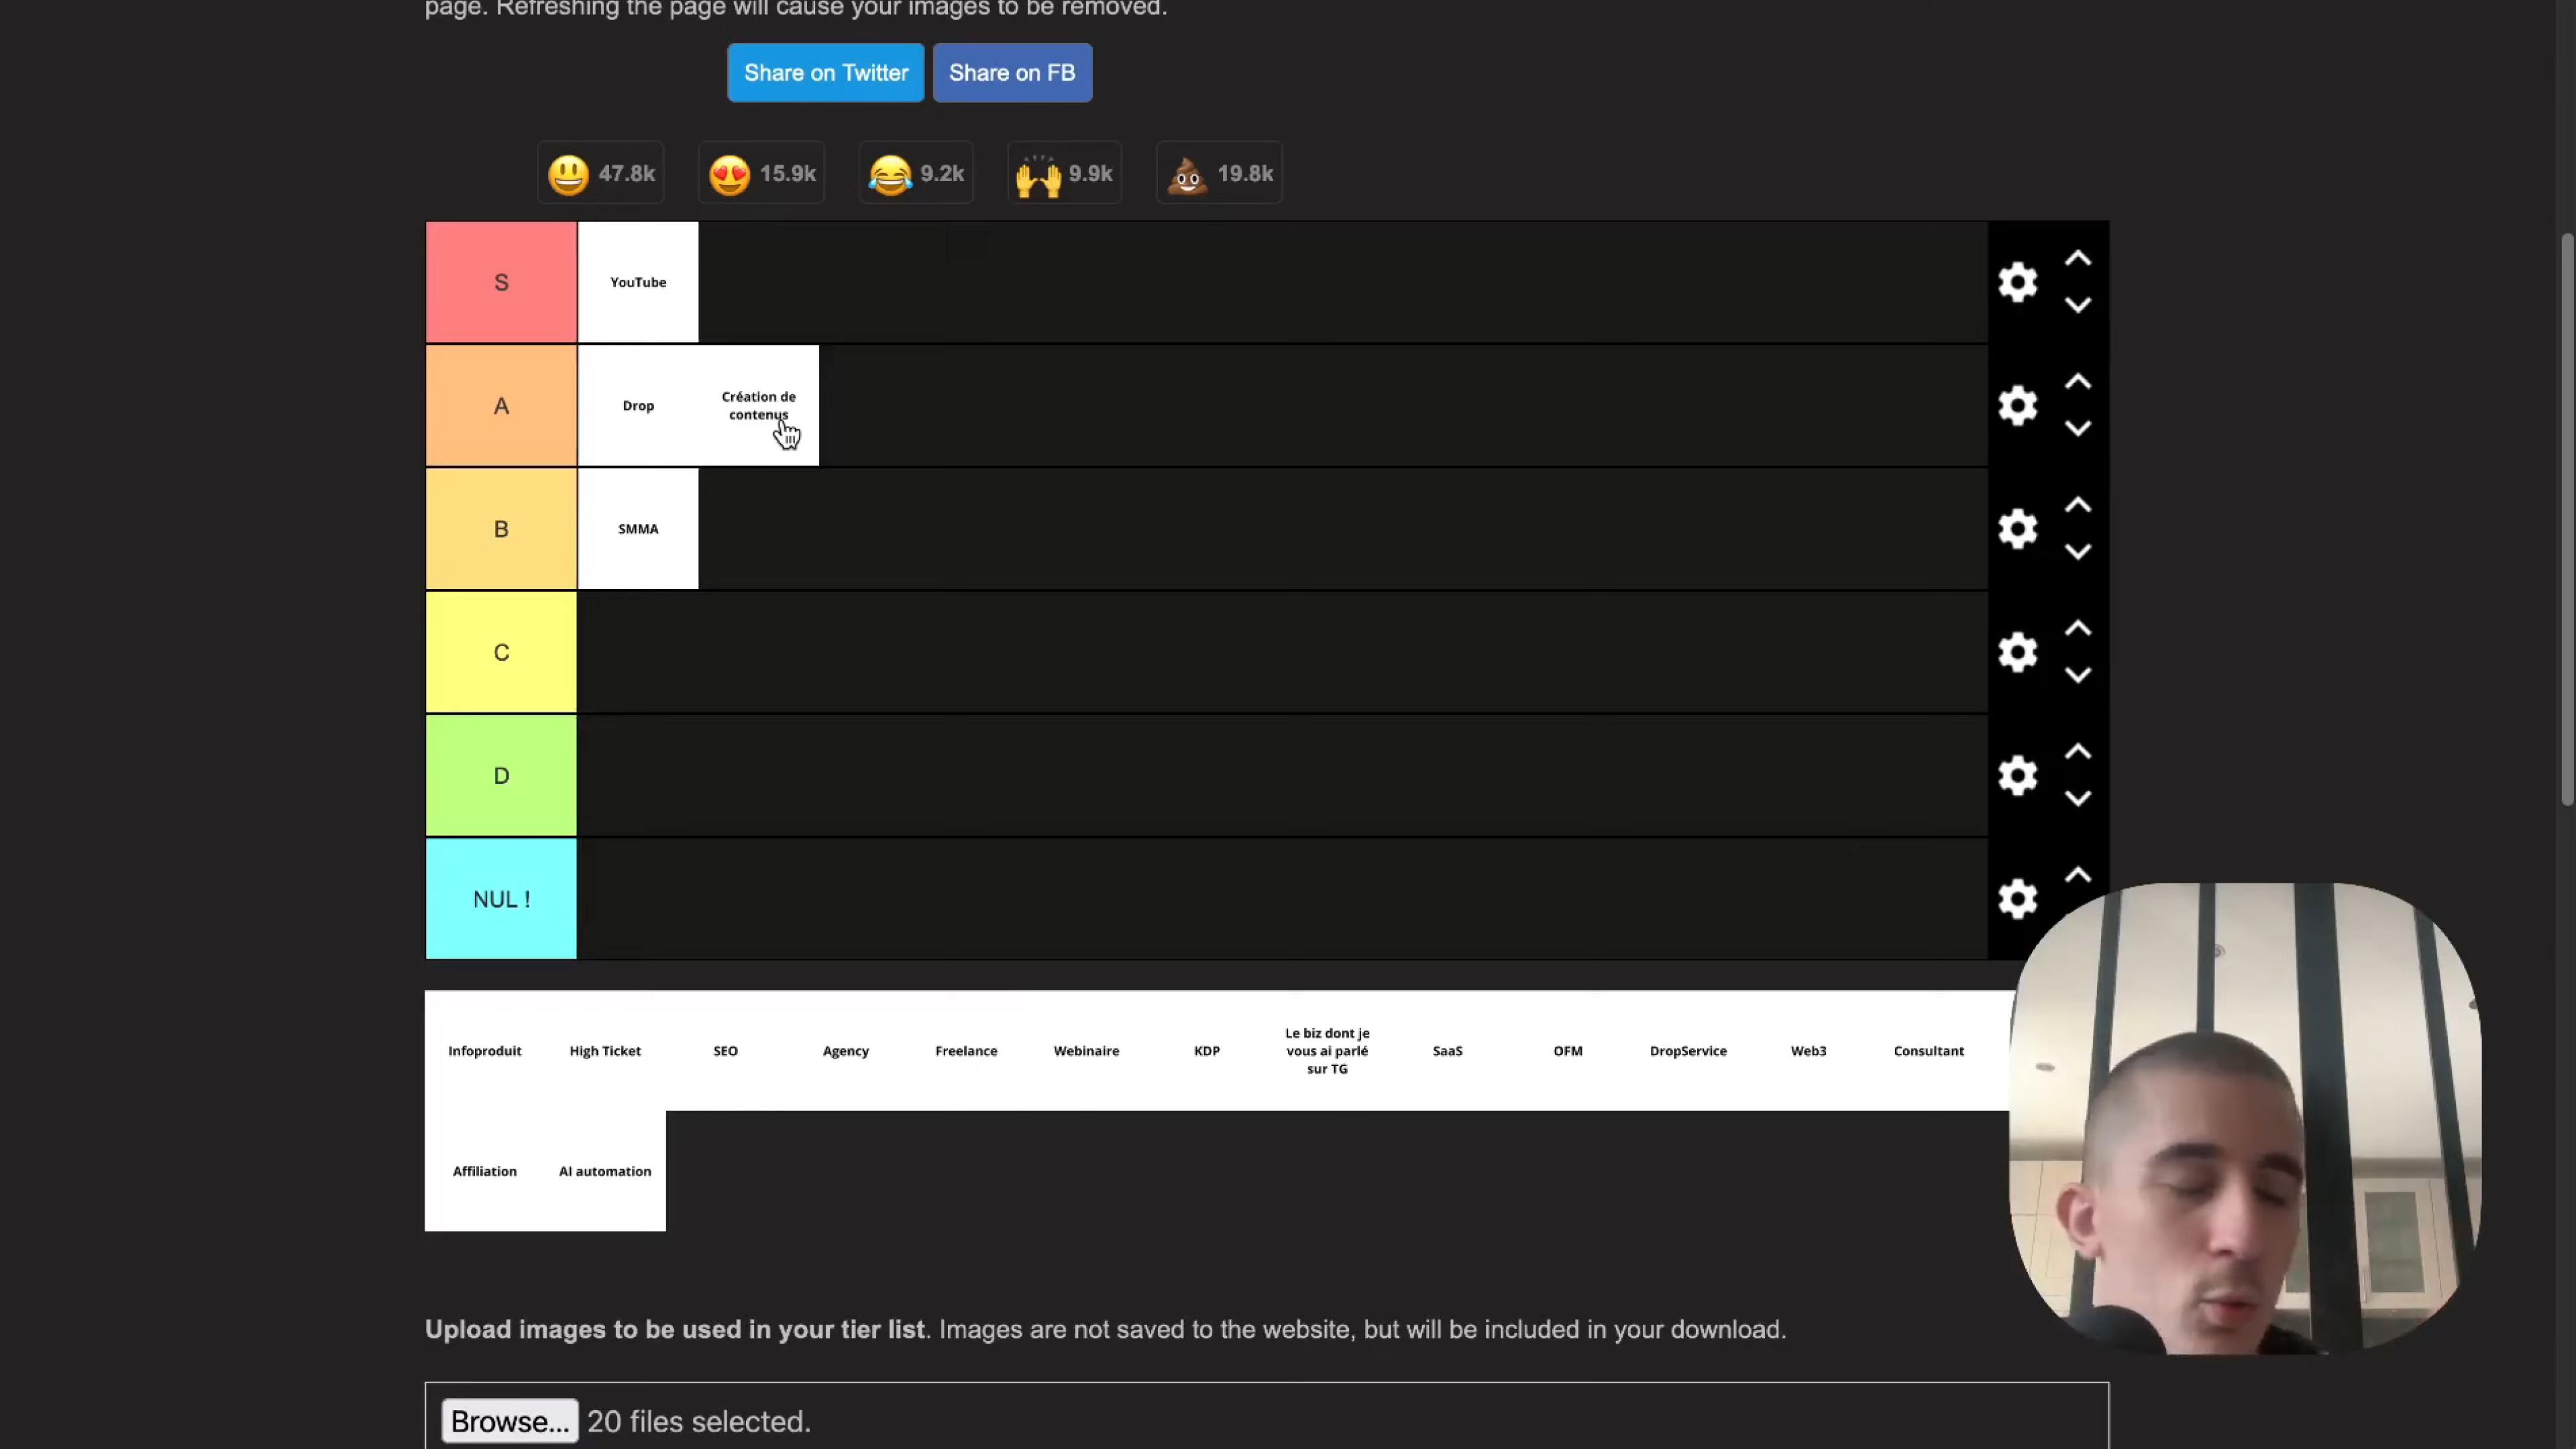 page. Refreshing the page will cause your images to be removed.
Share on Twitter Share on FB
47.8k 15.9k 9.2k 9.9k 19.8k
S YouTube
A Drop Création de
contenus
B SMMA
C
D
NUL !
Infoproduit High Ticket SEO Agency Freelance Webinaire KDP Le biz dont je
vous ai parlé
sur TG SaaS OFM DropService Web3 Consultant
Affiliation AI automation
Upload images to be used in your tier list. Images are not saved to the website, but will be included in your download.
Browse... 20 files selected.